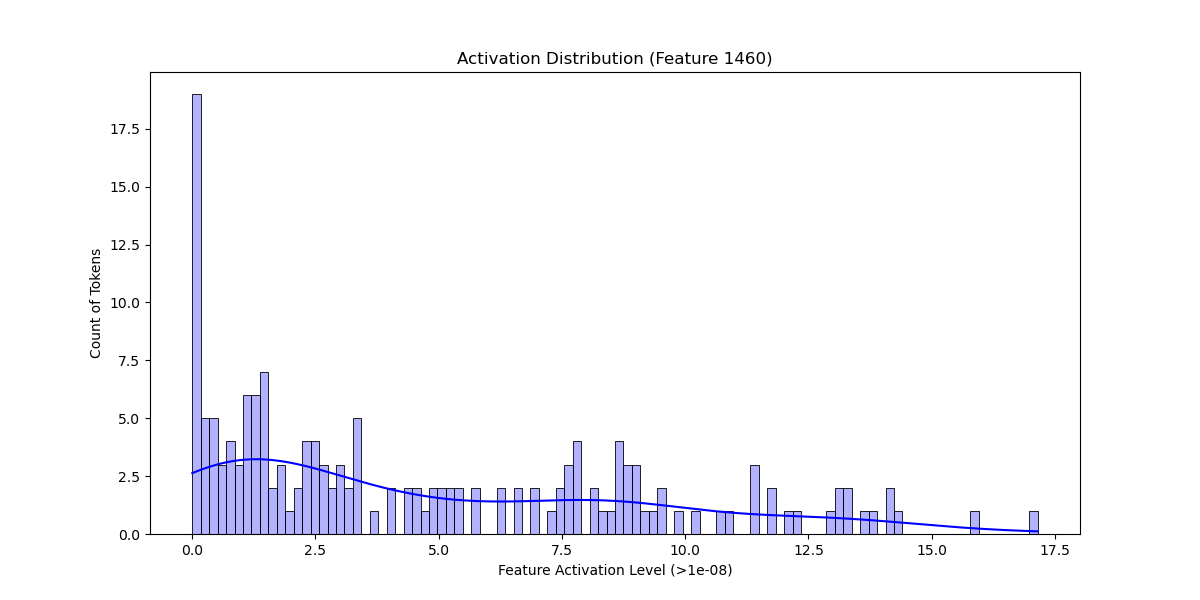 Activation Distribution (Feature 1460)
17.5
15.0
12.5
10.0
7.5
5.0
2.5
0.0
Count of Tokens
0.0 2.5 5.0 7.5 10.0 12.5 15.0 17.5
Feature Activation Level (>1e-08)